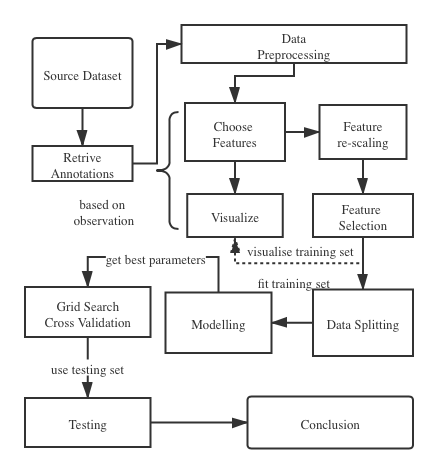 Data
Preprocessing
Source Dataset
Choose
Features
Feature
re-scaling
Retrive
Annotations
based on
observation
Visualize
Feature
Selection
visualise training set
get best parameters
fit training set
Grid Search
Cross Validation
Modelling
Data Splitting
use testing set
Testing
Conclusion